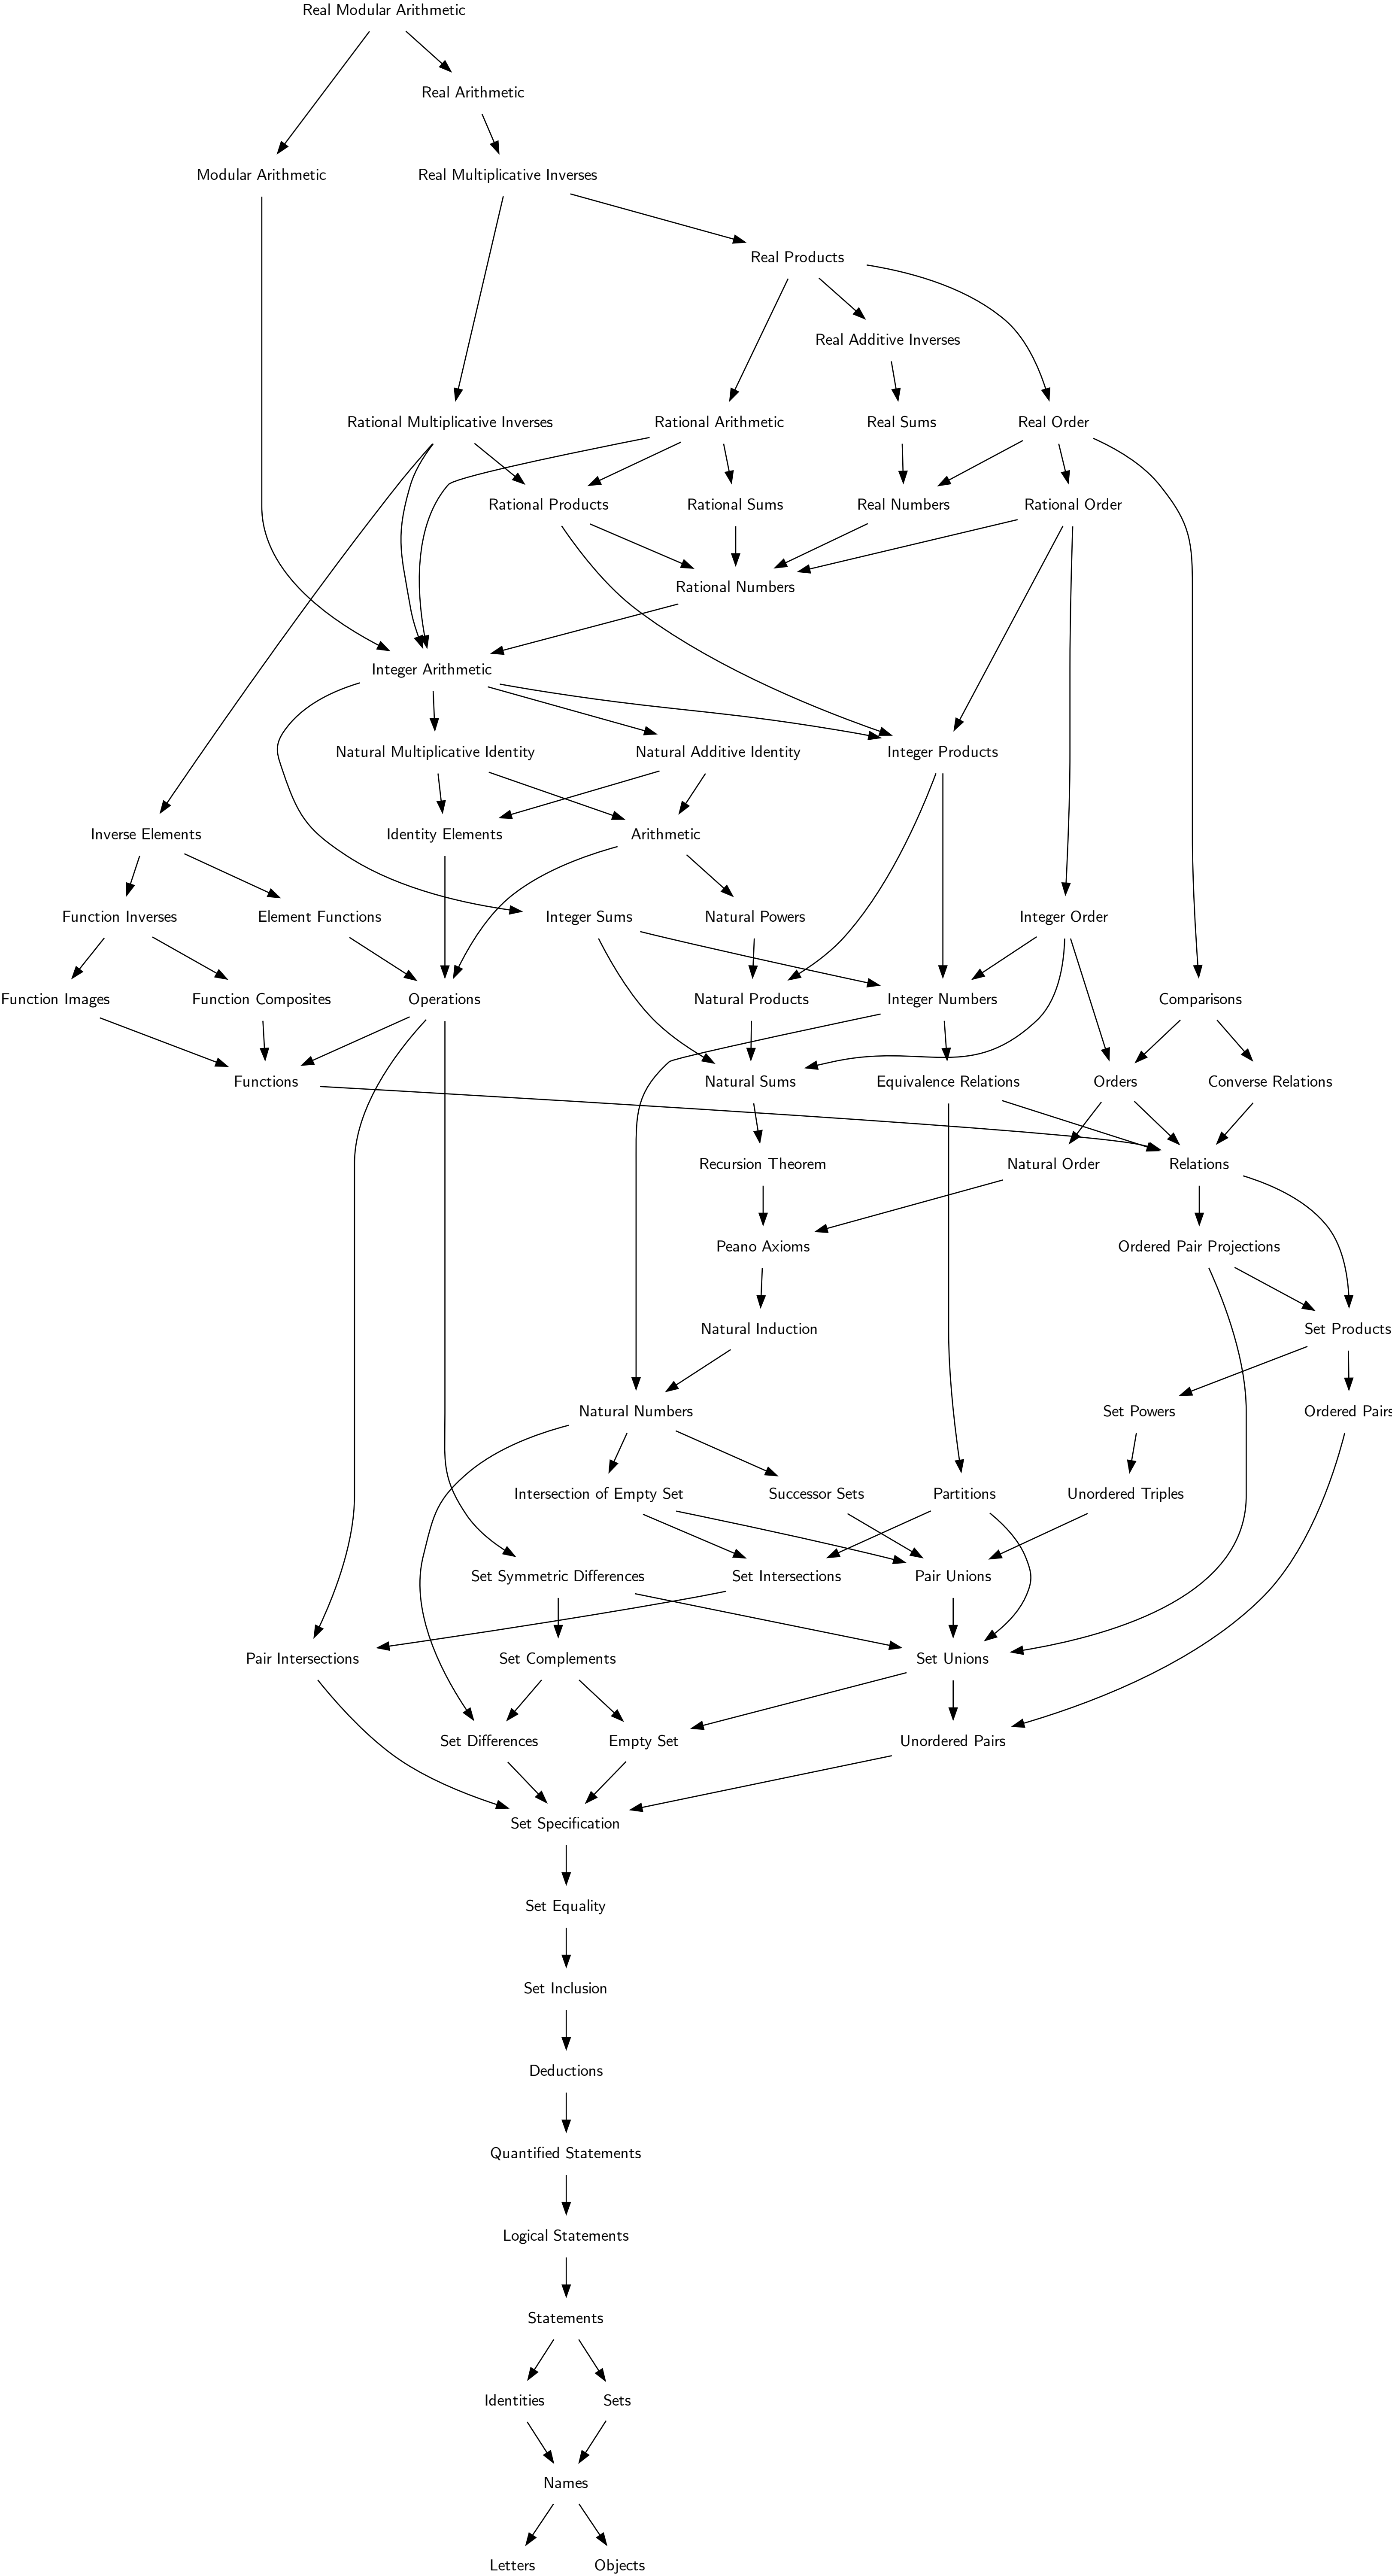 Real Modular Arithmetic
Real Arithmetic
Modular Arithmetic
Real Multiplicative Inverses
Real Products
Real Additive Inverses
Rational Multiplicative Inverses
Rational Arithmetic
Real Sums
Real Order
Rational Products
Rational Sums
Real Numbers
Rational Order
Rational Numbers
Integer Arithmetic
Natural Multiplicative Identity
Natural Additive Identity
Integer Products
Inverse Elements
Identity Elements
Arithmetic
Function Inverses
Element Functions
Integer Sums
Natural Powers
Integer Order
Function Images
Function Composites
Operations
Natural Products
Integer Numbers
Comparisons
Functions
Natural Sums
Equivalence Relations
Orders
Converse Relations
Recursion Theorem
Natural Order
Relations
Peano Axioms
Ordered Pair Projections
Natural Induction
Set Products
Natural Numbers
Set Powers
Ordered Pairs
Intersection of Empty Set
Successor Sets
Partitions
Unordered Triples
Set Symmetric Differences
Set Intersections
Pair Unions
Pair Intersections
Set Complements
Set Unions
Set Differences
Empty Set
Unordered Pairs
Set Specification
Set Equality
Set Inclusion
Deductions
Quantified Statements
Logical Statements
Statements
Identities
Sets
Names
Letters
Objects